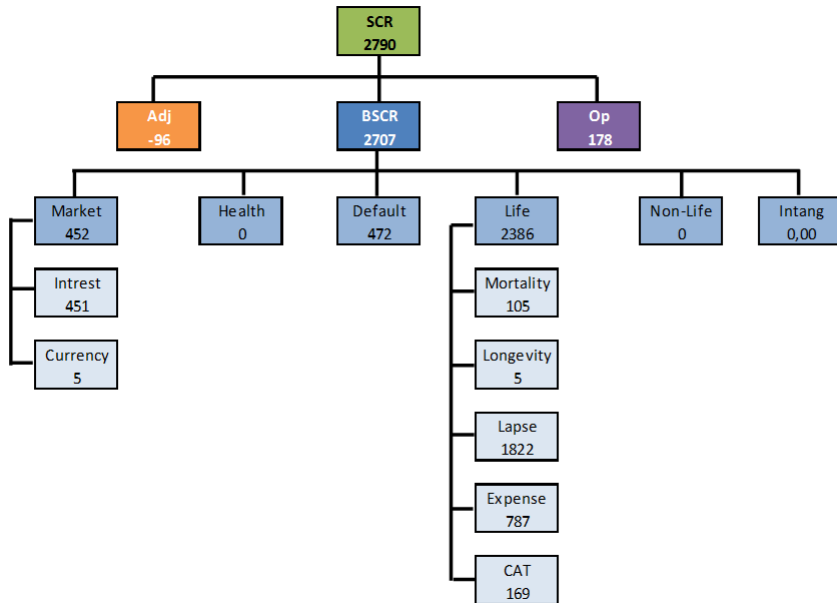 SCR
2790
Adj
-96
BSCR
2707
Op
178
Market
452
Health
0
Default
472
Life
2386
Non-Life
0
Intang
0,00
Intrest
451
Mortality
105
Currency
5
Longevity
5
Lapse
1822
Expense
787
CAT
169